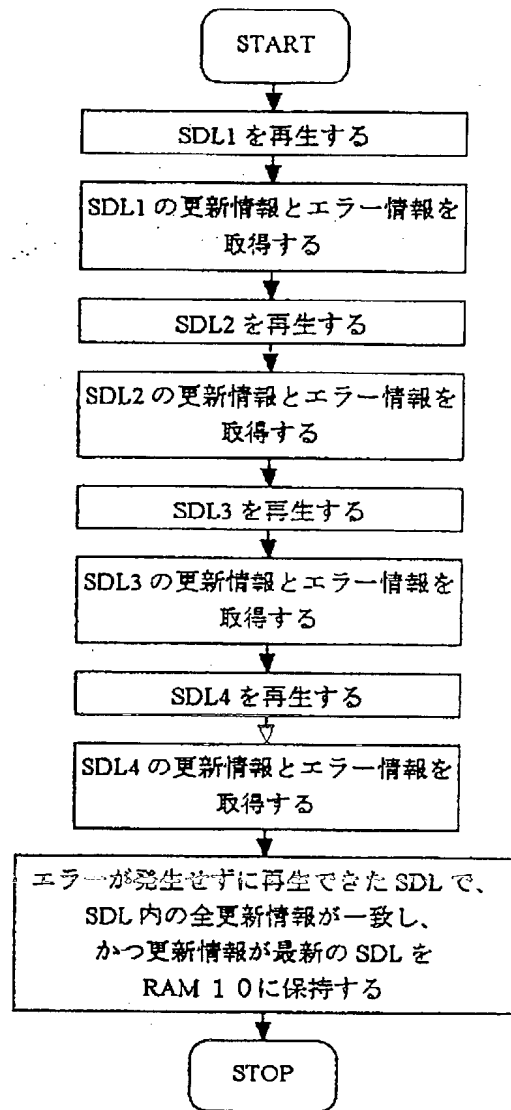 START
SDL1 を再生する
SDL1 の更新情報とエラー情報を
取得する
SDL2 を再生する
SDL2 の更新情報とエラー情報を
取得する
SDL3 を再生する
SDL3 の更新情報とエラー情報を
取得する
SDL4 を再生する
SDL4 の更新情報とエラー情報を
取得する
エラーが発生せずに再生できた SDL で、
SDL 内の全更新情報が一致し、
かつ更新情報が最新の SDL を
RAM １０に保持する
STOP